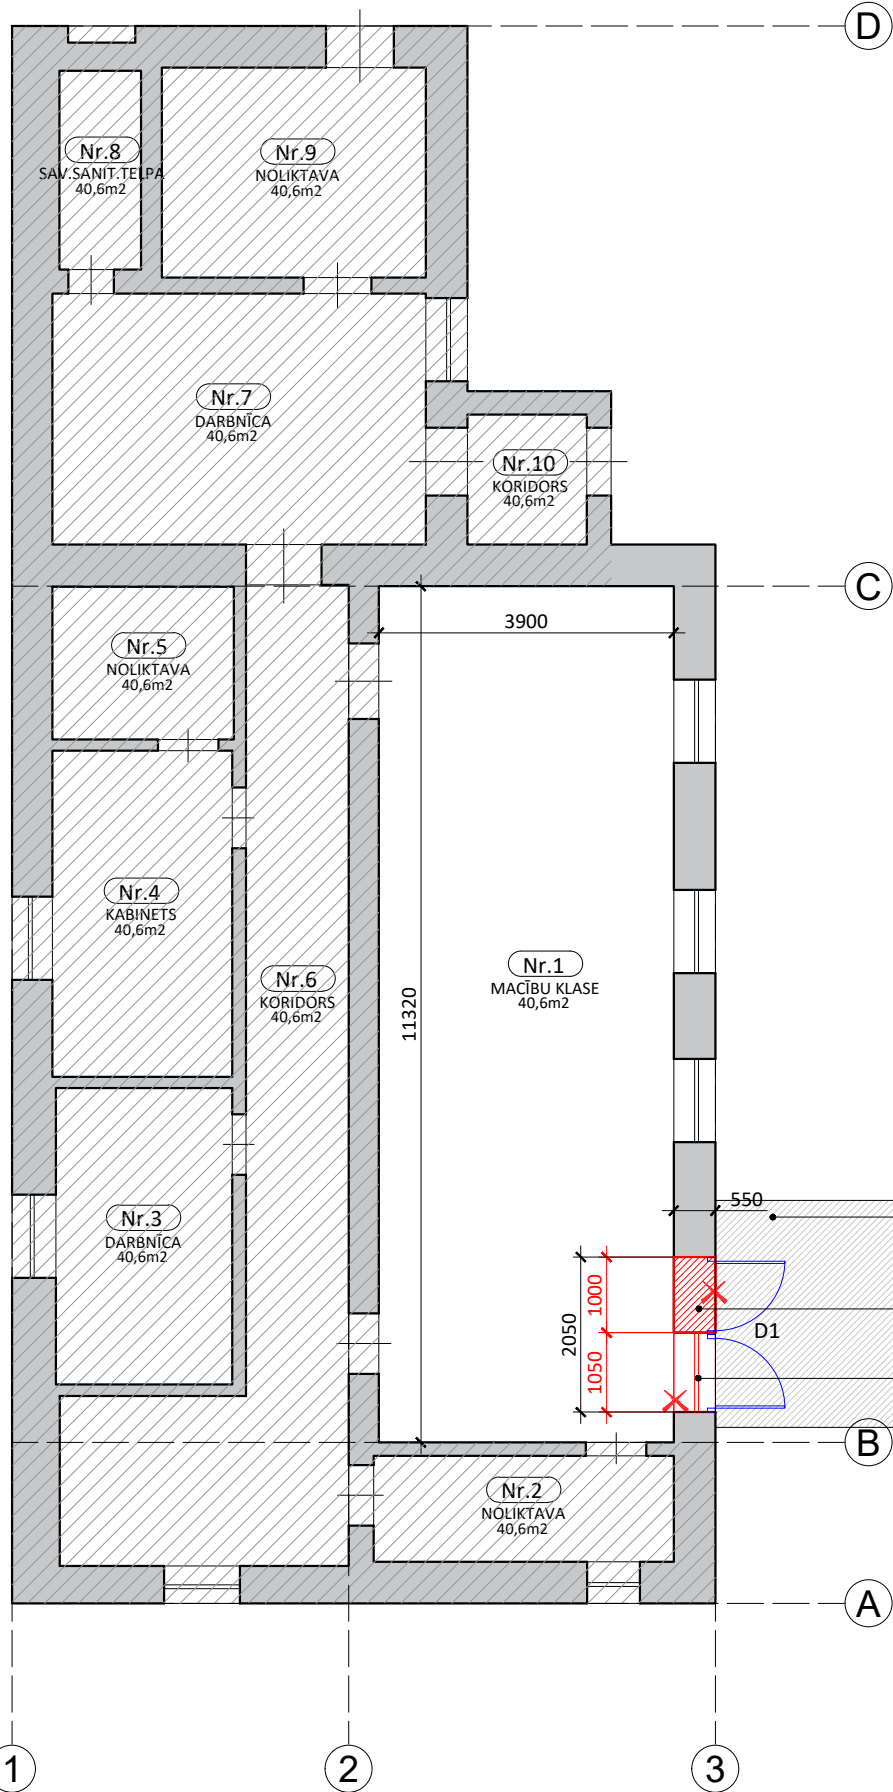 D
Nr.8
SAV.SANIT.TELPA
40,6m2
Nr.9
NOLIKTAVA
40,6m2
Nr.7
DARBNĪCA
40,6m2
Nr.10
KORIDORS
40,6m2
C
3900
Nr.5
NOLIKTAVA
40,6m2
Nr.4
KABINETS
40,6m2
Nr.6
KORIDORS
40,6m2
Nr.1
MACĪBU KLASE
40,6m2
11320
Nr.3
DARBNĪCA
40,6m2
550
1000
2050
1050
D1
B
Nr.2
NOLIKTAVA
40,6m2
A
1
2
3